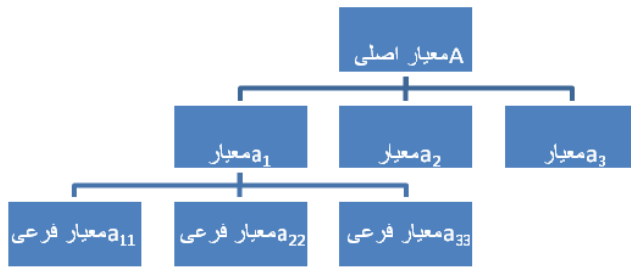 معیار اصلی A
معیار a₁
معیار a₂
معیار a₃
معیار فرعی a₁₁
معیار فرعی a₂₂
معیار فرعی a₃₃